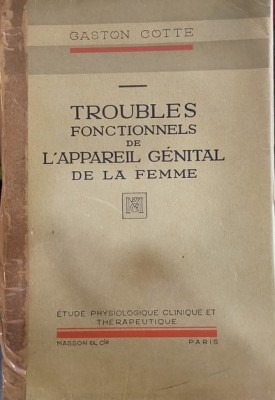 GASTON COTTE
TROUBLES
FONCTIONNELS
DE
L'APPAREIL GÉNITAL
DE LA FEMME
ÉTUDE PHYSIOLOGIQUE CLINIQUE ET
THÉRAPEUTIQUE
MASSON & Cie PARIS